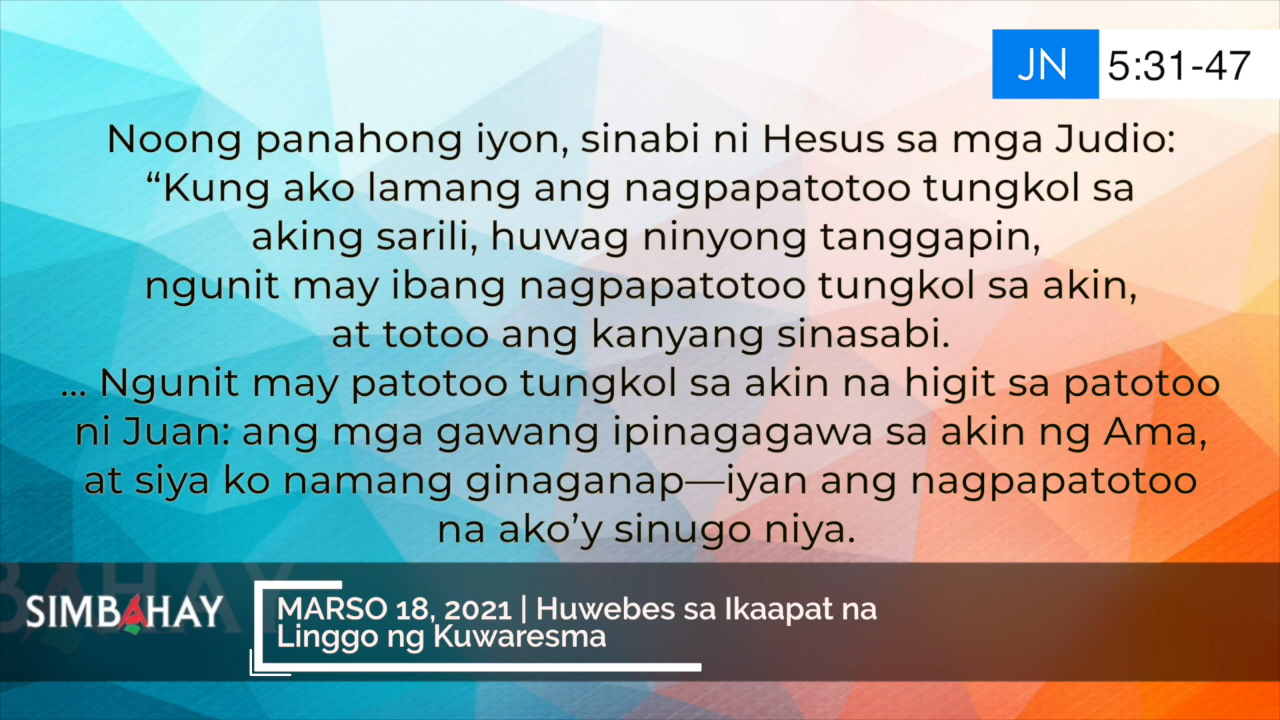 JN 5:31-47
Noong panahong iyon, sinabi ni Hesus sa mga Judio:
“Kung ako lamang ang nagpapatotoo tungkol sa
aking sarili, huwag ninyong tanggapin,
ngunit may ibang nagpapatotoo tungkol sa akin,
at totoo ang kanyang sinasabi.
... Ngunit may patotoo tungkol sa akin na higit sa patotoo
ni Juan: ang mga gawang ipinagagawa sa akin ng Ama,
at siya ko namang ginaganap—iyan ang nagpapatotoo
na ako’y sinugo niya.
SIMBAHAY
MARSO 18, 2021 | Huwebes sa Ikaapat na
Linggo ng Kuwaresma